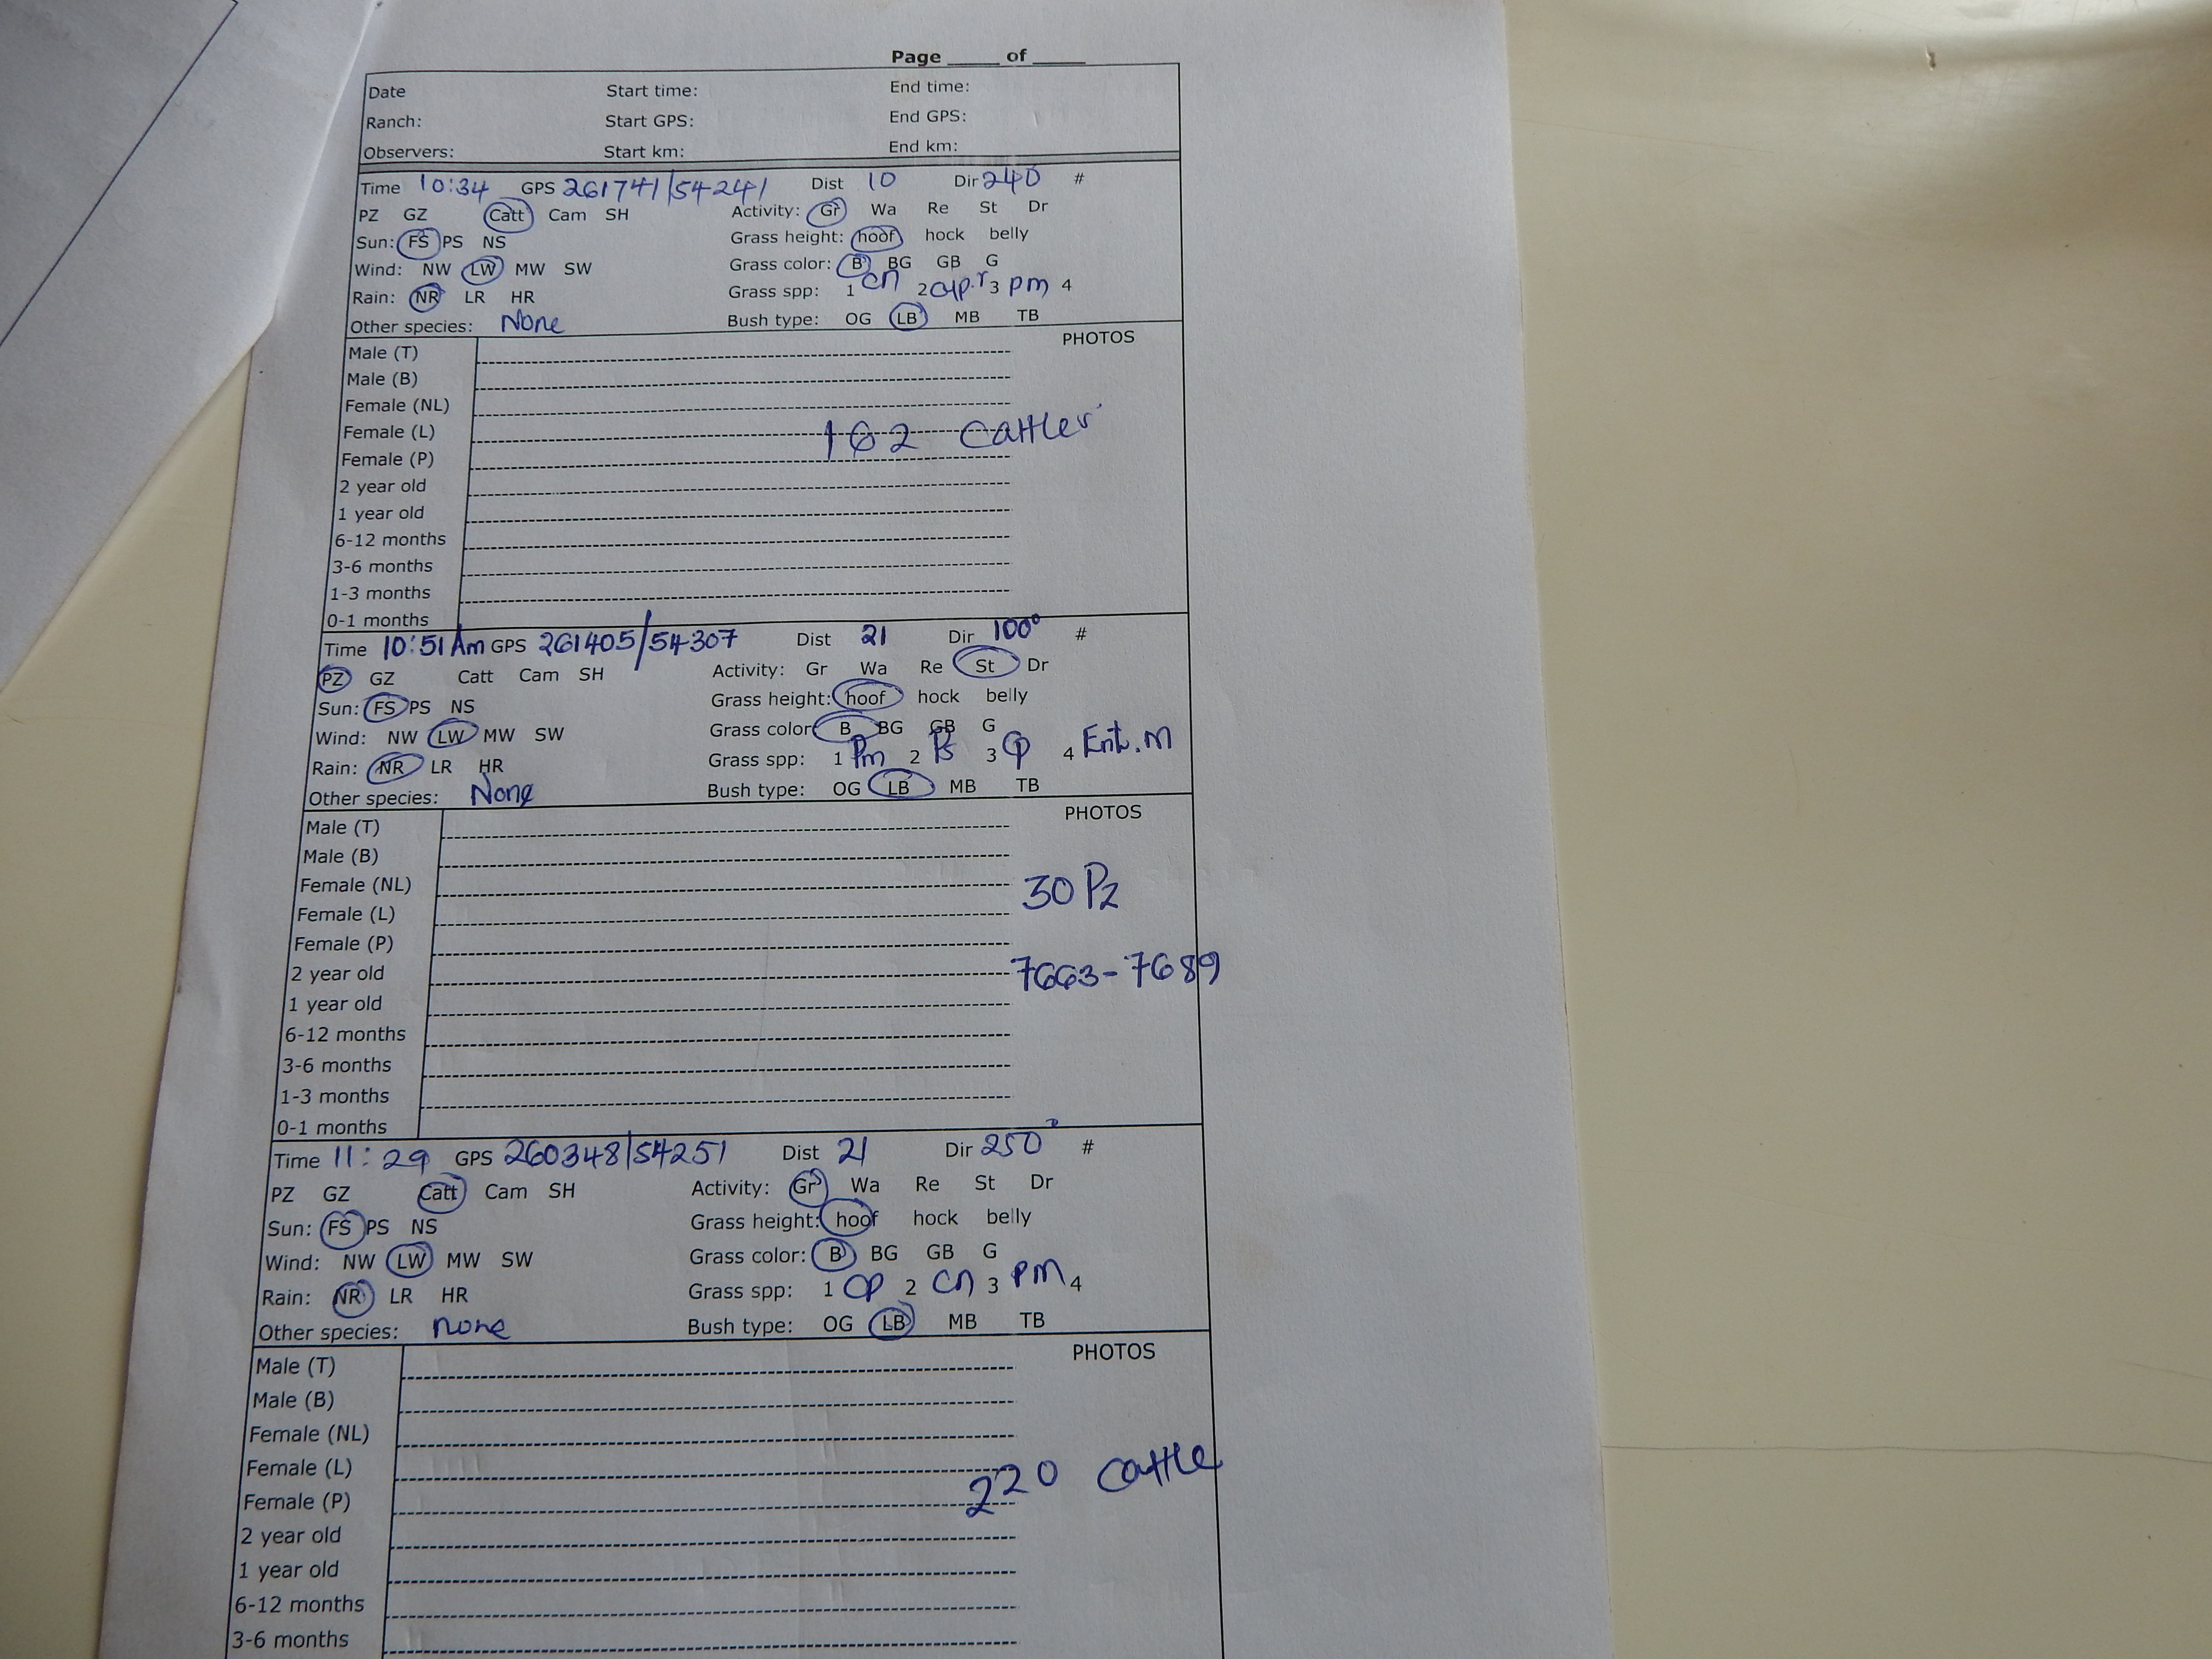 Page _____ of _____
Date Start time: End time:
Ranch: Start GPS: End GPS:
Observers: Start km: End km:
Time 10:34 GPS 261741/54241 Dist 10 Dir 240 #
PZ GZ Catt Cam SH Activity: Gr Wa Re St Dr
Sun: FS PS NS Grass height: hoof hock belly
Wind: NW LW MW SW Grass color: B BG GB G
Rain: NR LR HR Grass spp: 1 cn 2 3 pm 4
Other species: None Bush type: OG LB MB TB
PHOTOS
Male (T)
Male (B)
Female (NL)
Female (L) 162 Cattles
Female (P)
2 year old
1 year old
6-12 months
3-6 months
1-3 months
0-1 months
Time 10:51 Am GPS 261405/54307 Dist 21 Dir 100° #
PZ GZ Catt Cam SH Activity: Gr Wa Re St Dr
Sun: FS PS NS Grass height: hoof hock belly
Wind: NW LW MW SW Grass color: B BG GB G
Rain: NR LR HR Grass spp: 1 Pm 2 Ps 3 Cp 4 Ent.m
Other species: None Bush type: OG LB MB TB
PHOTOS
Male (T)
Male (B)
Female (NL) 30 Pz
Female (L)
Female (P)
2 year old 7663-7689
1 year old
6-12 months
3-6 months
1-3 months
0-1 months
Time 11:29 GPS 260348/54251 Dist 21 Dir 250° #
PZ GZ Catt Cam SH Activity: Gr Wa Re St Dr
Sun: FS PS NS Grass height: hoof hock belly
Wind: NW LW MW SW Grass color: B BG GB G
Rain: NR LR HR Grass spp: 1 Cp 2 cn 3 pm 4
Other species: none Bush type: OG LB MB TB
PHOTOS
Male (T)
Male (B)
Female (NL)
Female (L)
Female (P) 220 cattle
2 year old
1 year old
6-12 months
3-6 months